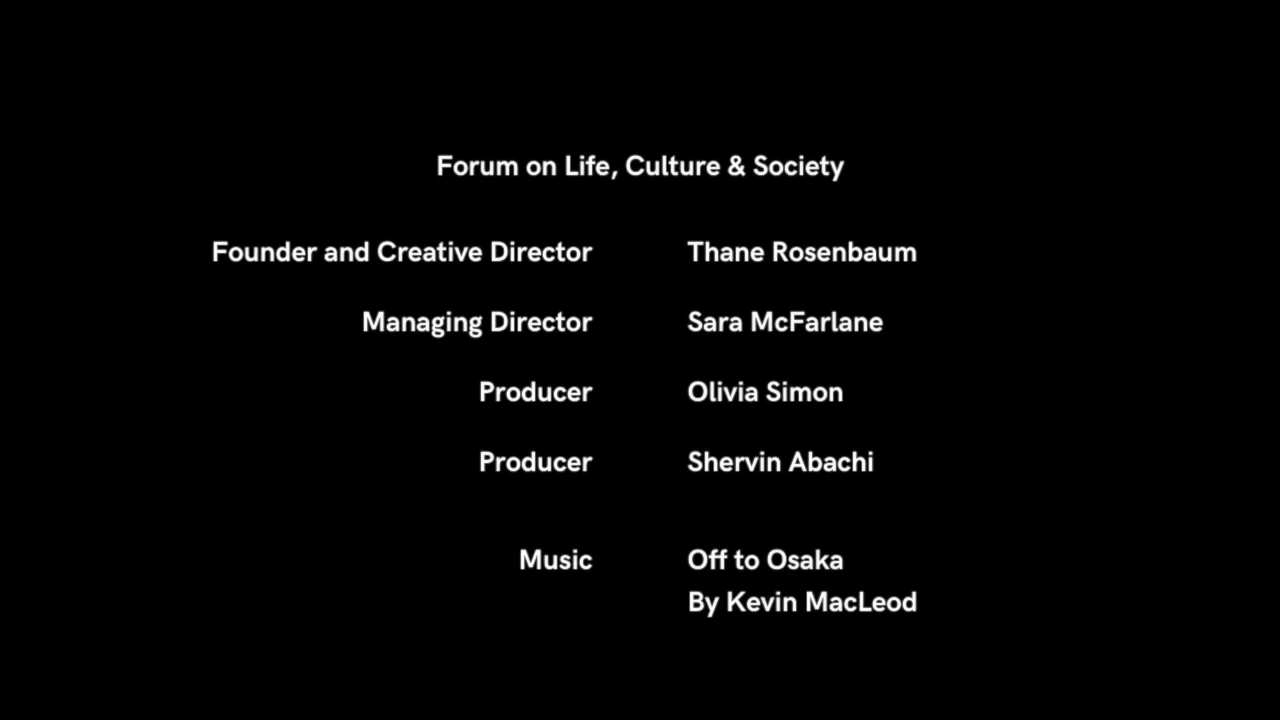 Forum on Life, Culture & Society
Founder and Creative Director Thane Rosenbaum
Managing Director Sara McFarlane
Producer Olivia Simon
Producer Shervin Abachi
Music Off to Osaka
By Kevin MacLeod